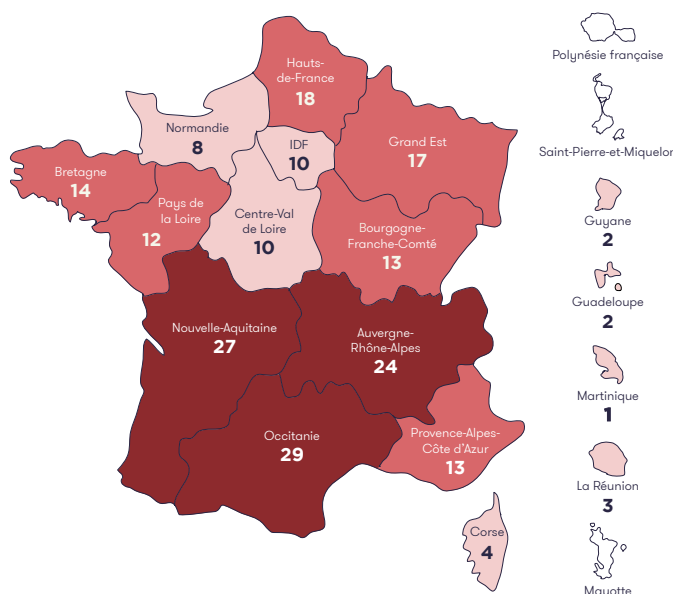 Hauts-
de-France
18
Normandie
8
IDF
10
Grand Est
17
Bretagne
14
Pays de
la Loire
12
Centre-Val
de Loire
10
Bourgogne-
Franche-Comté
13
Nouvelle-Aquitaine
27
Auvergne-
Rhône-Alpes
24
Occitanie
29
Provence-Alpes-
Côte d'Azur
13
Corse
4
Polynésie française
Saint-Pierre-et-Miquelon
Guyane
2
Guadeloupe
2
Martinique
1
La Réunion
3
Mayotte